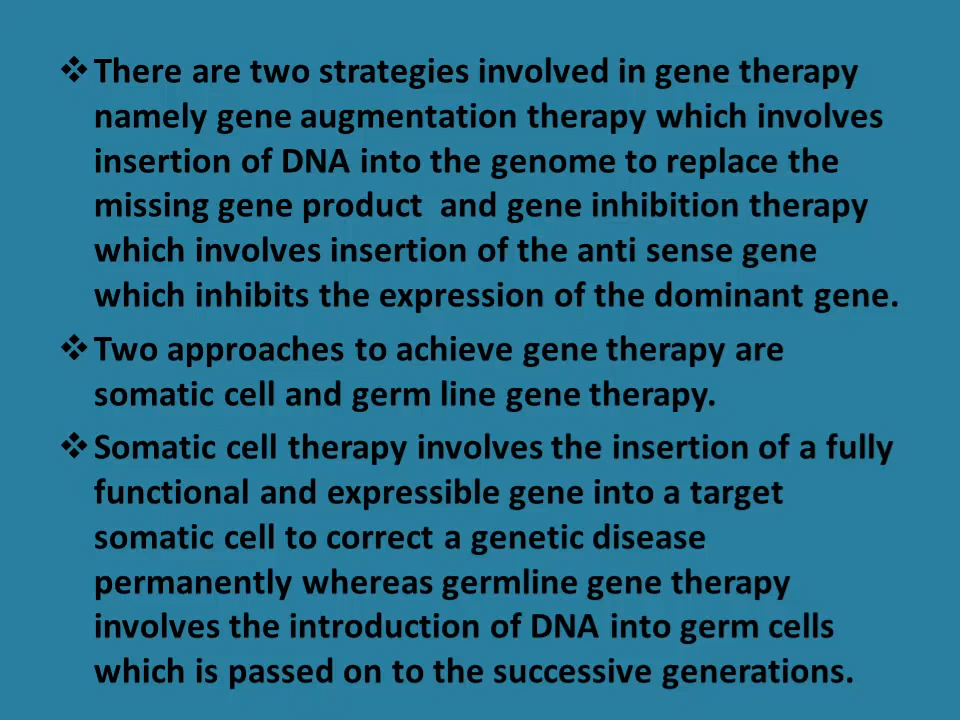 ❖There are two strategies involved in gene therapy
namely gene augmentation therapy which involves
insertion of DNA into the genome to replace the
missing gene product  and gene inhibition therapy
which involves insertion of the anti sense gene
which inhibits the expression of the dominant gene.
❖Two approaches to achieve gene therapy are
somatic cell and germ line gene therapy.
❖Somatic cell therapy involves the insertion of a fully
functional and expressible gene into a target
somatic cell to correct a genetic disease
permanently whereas germline gene therapy
involves the introduction of DNA into germ cells
which is passed on to the successive generations.